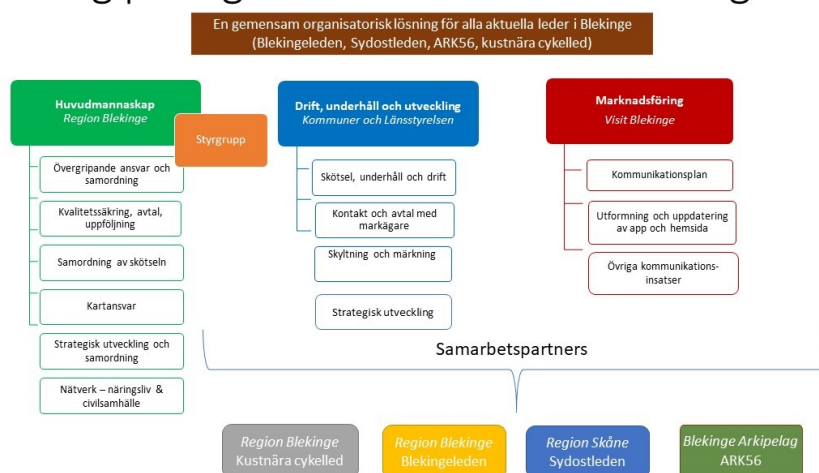 En gemensam organisatorisk lösning för alla aktuella leder i Blekinge
(Blekingeleden, Sydostleden, ARK56, kustnära cykelled)
Huvudmannaskap
Region Blekinge
Styrgrupp
Övergripande ansvar och
samordning
Kvalitetssäkring, avtal,
uppföljning
Samordning av skötseln
Kartansvar
Strategisk utveckling och
samordning
Nätverk – näringsliv &
civilsamhälle
Drift, underhåll och utveckling
Kommuner och Länsstyrelsen
Skötsel, underhåll och drift
Kontakt och avtal med
markägare
Skyltning och märkning
Strategisk utveckling
Marknadsföring
Visit Blekinge
Kommunikationsplan
Utformning och uppdatering
av app och hemsida
Övriga kommunikations-
insatser
Samarbetspartners
Region Blekinge
Kustnära cykelled
Region Blekinge
Blekingeleden
Region Skåne
Sydostleden
Blekinge Arkipelag
ARK56